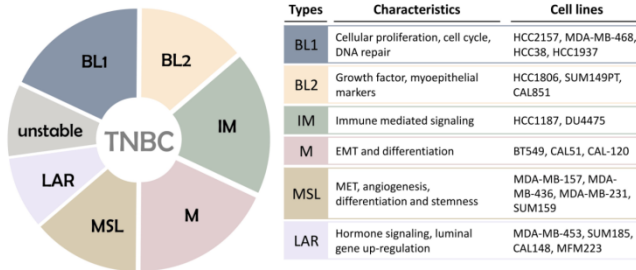 BL1
BL2
IM
M
MSL
LAR
unstable
TNBC
Types Characteristics Cell lines
BL1 Cellular proliferation, cell cycle, DNA repair HCC2157, MDA-MB-468, HCC38, HCC1937
BL2 Growth factor, myoepithelial markers HCC1806, SUM149PT, CAL851
IM Immune mediated signaling HCC1187, DU4475
M EMT and differentiation BT549, CAL51, CAL-120
MSL MET, angiogenesis, differentiation and stemness MDA-MB-157, MDA-MB-436, MDA-MB-231, SUM159
LAR Hormone signaling, luminal gene up-regulation MDA-MB-453, SUM185, CAL148, MFM223